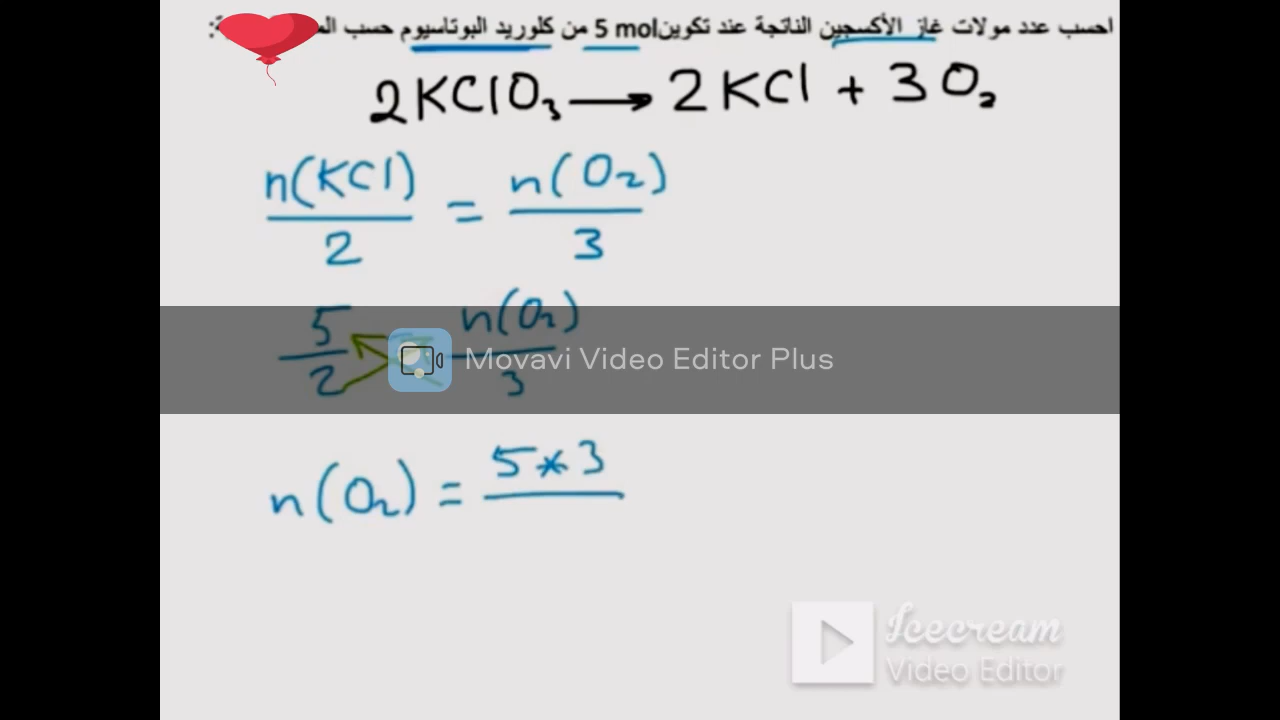 احسب عدد مولات غاز الأكسجين الناتجة عند تكوين 5 mol من كلوريد البوتاسيوم حسب
2KClO₃ → 2KCl + 3O₂
n(KCl)/2 = n(O₂)/3
5/2 n(O₂)/3
Movavi Video Editor Plus
n(O₂) = 5*3
Icecream
Video Editor